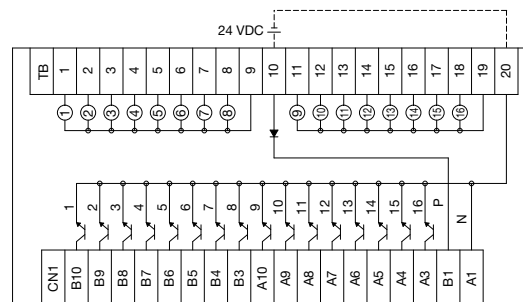 24 VDC
TB 1 2 3 4 5 6 7 8 9 10 11 12 13 14 15 16 17 18 19 20
1 2 3 4 5 6 7 8 9 10 11 12 13 14 15 16
1 2 3 4 5 6 7 8 9 10 11 12 13 14 15 16 P N
CN1 B10 B9 B8 B7 B6 B5 B4 B3 A10 A9 A8 A7 A6 A5 A4 A3 B1 A1